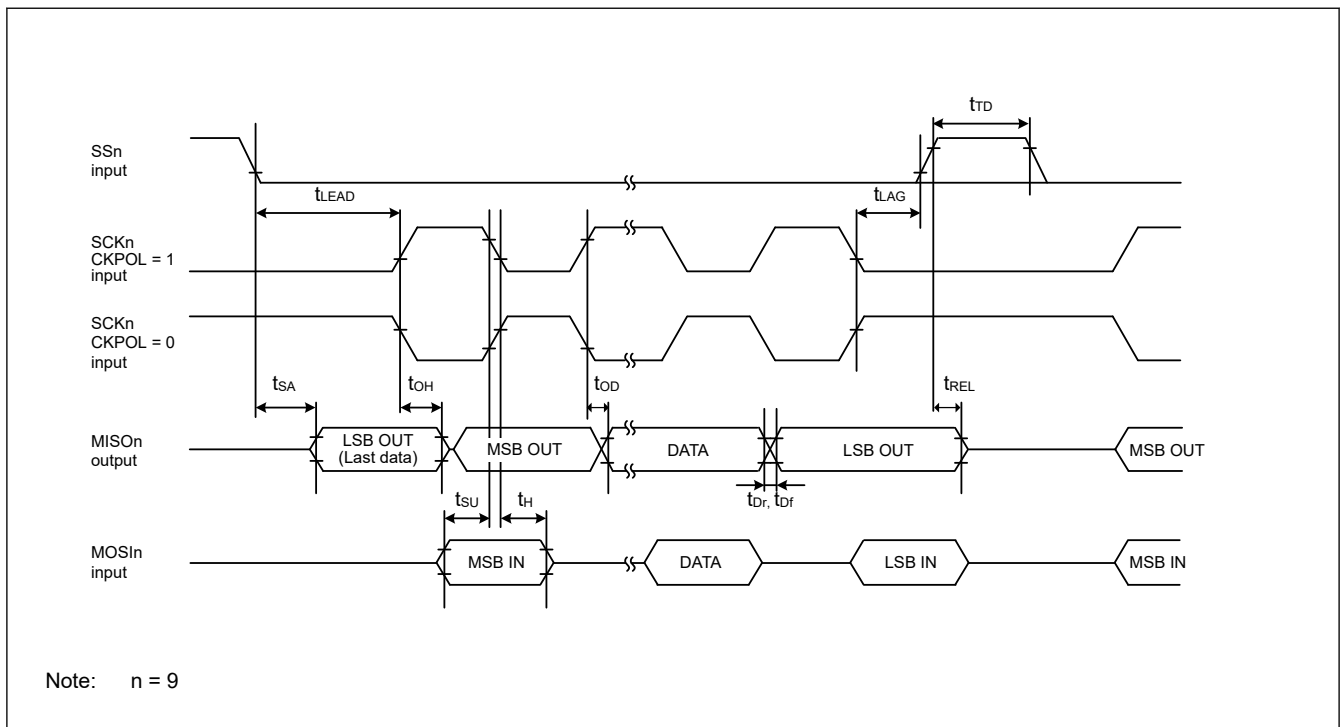 tTD
SSn
input
tLEAD
tLAG
SCKn
CKPOL = 1
input
SCKn
CKPOL = 0
input
tSA
tOH
tOD
tREL
MISOn
output
LSB OUT
(Last data)
MSB OUT
DATA
LSB OUT
MSB OUT
tSU
tH
tDr, tDf
MOSIn
input
MSB IN
DATA
LSB IN
MSB IN
Note: n = 9